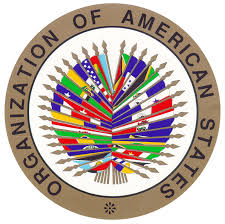 ORGANIZATION OF AMERICAN STATES